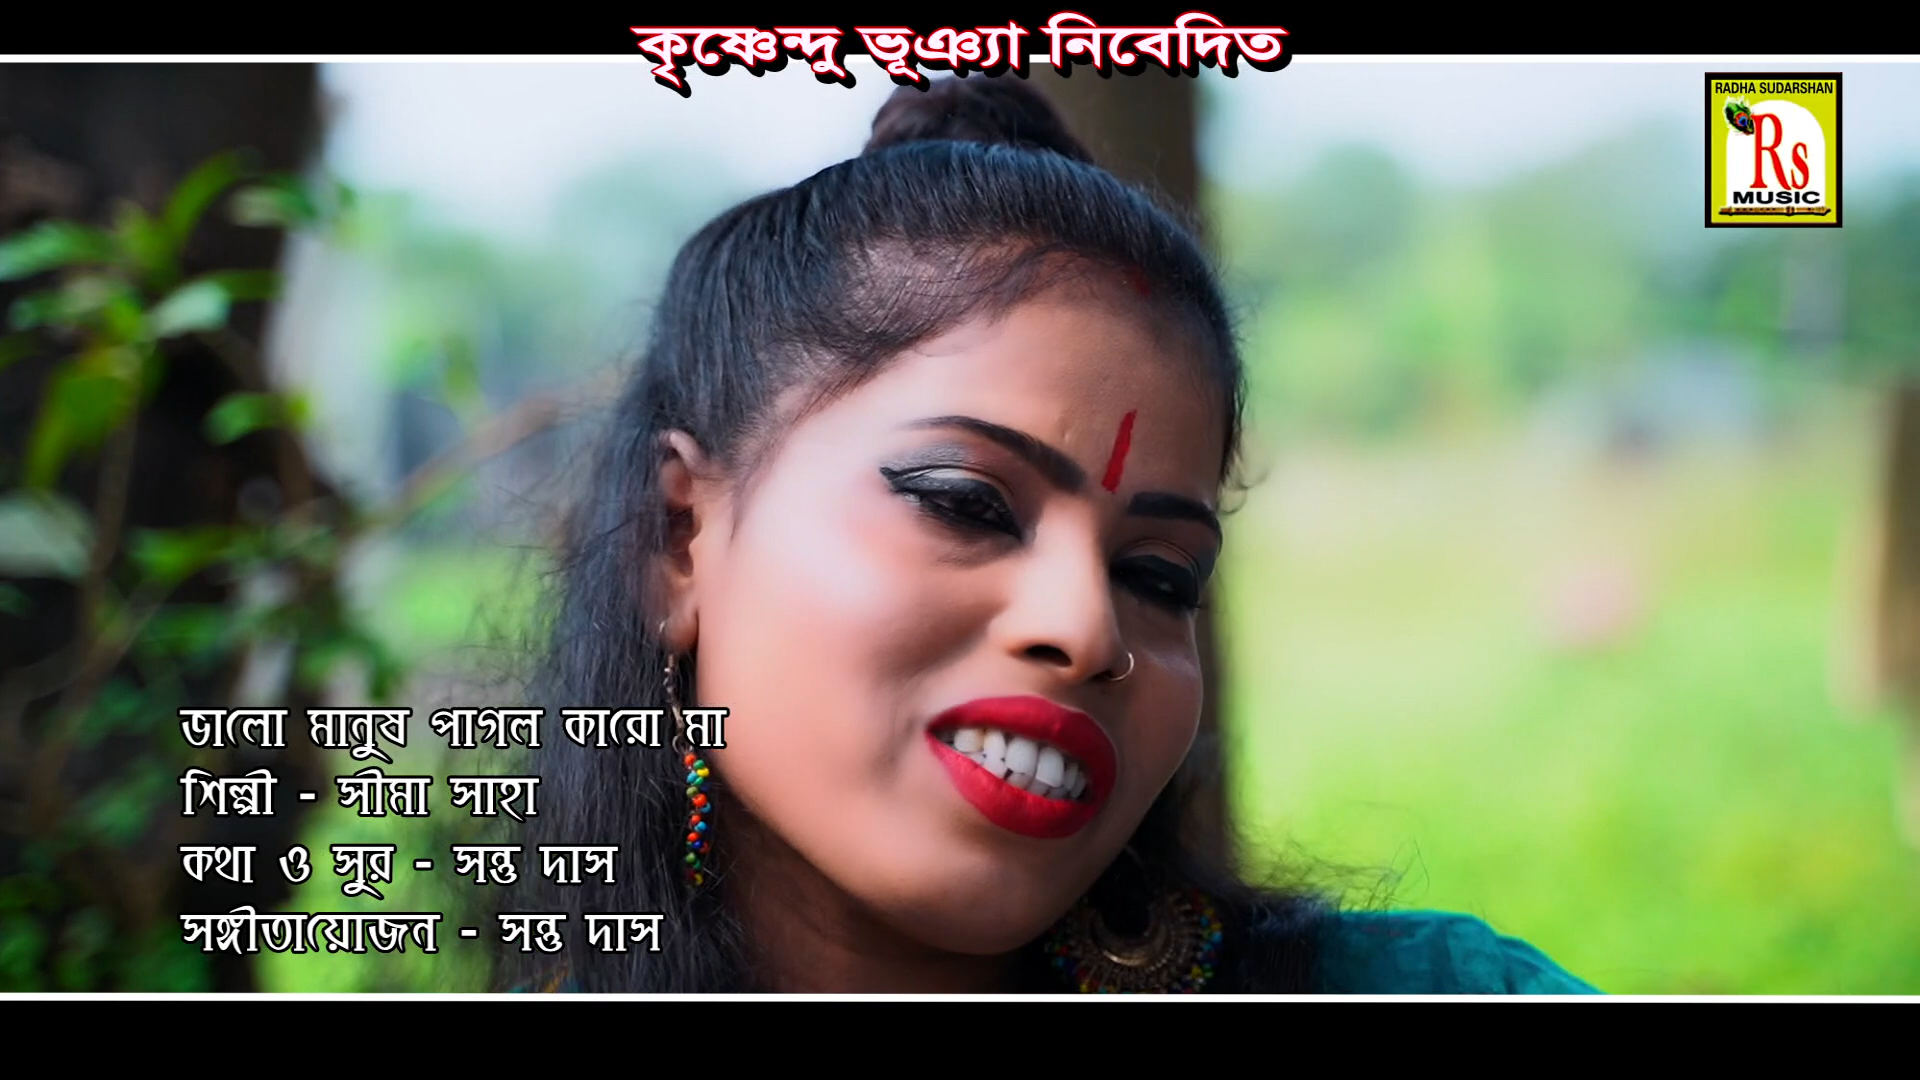 কৃষ্ণেন্দু ভূঞ্যা নিবেদিত
RADHA SUDARSHAN
Rs
MUSIC
ভালো মানুষ পাগল কারো মা
শিল্পী - সীমা সাহা
কথা ও সুর - সন্তু দাস
সঙ্গীতায়োজন - সন্তু দাস